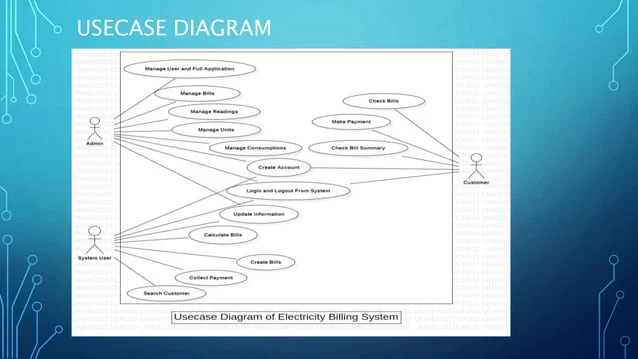 USECASE DIAGRAM
Manage User and Full Application
Manage Bills
Check Bills
Manage Readings
Make Payment
Manage Units
Admin
Manage Consumptions
Check Bill Summary
Create Account
Customer
Login and Logout From System
Update Information
Calculate Bills
System User
Create Bills
Collect Payment
Search Customer
Usecase Diagram of Electricity Billing System